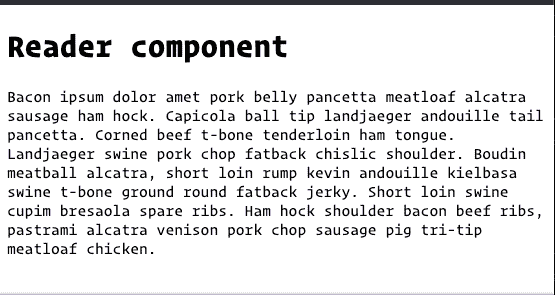 Reader component
Bacon ipsum dolor amet pork belly pancetta meatloaf alcatra
sausage ham hock. Capicola ball tip landjaeger andouille tail
pancetta. Corned beef t-bone tenderloin ham tongue.
Landjaeger swine pork chop fatback chislic shoulder. Boudin
meatball alcatra, short loin rump kevin andouille kielbasa
swine t-bone ground round fatback jerky. Short loin swine
cupim bresaola spare ribs. Ham hock shoulder bacon beef ribs,
pastrami alcatra venison pork chop sausage pig tri-tip
meatloaf chicken.